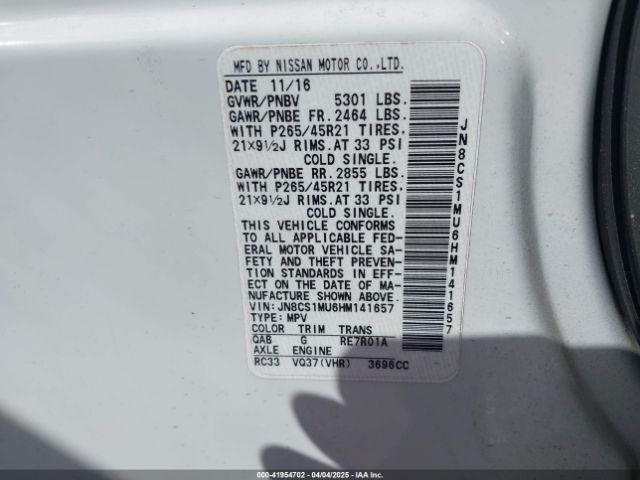 MFD BY NISSAN MOTOR CO.,LTD.
DATE 11/16
GVWR/PNBV 5301 LBS.
GAWR/PNBE FR. 2464 LBS.
WITH P265/45R21 TIRES,
21X9½J RIMS.AT 33 PSI
COLD SINGLE.
GAWR/PNBE RR. 2855 LBS.
WITH P265/45R21 TIRES,
21X9½J RIMS.AT 33 PSI
COLD SINGLE.
THIS VEHICLE CONFORMS
TO ALL APPLICABLE FED-
ERAL MOTOR VEHICLE SA-
FETY AND THEFT PREVEN-
TION STANDARDS IN EFF-
ECT ON THE DATE OF MA-
NUFACTURE SHOWN ABOVE.
VIN:JN8CS1MU6HM141657
TYPE: MPV
COLOR TRIM TRANS
QAB G RE7R01A
AXLE ENGINE
RC33 VQ37(VHR) 3696CC
JN8CS1MU6HM141657
000-41954702 - 04/04/2025 - COPYRIGHT © IAA, LLC.